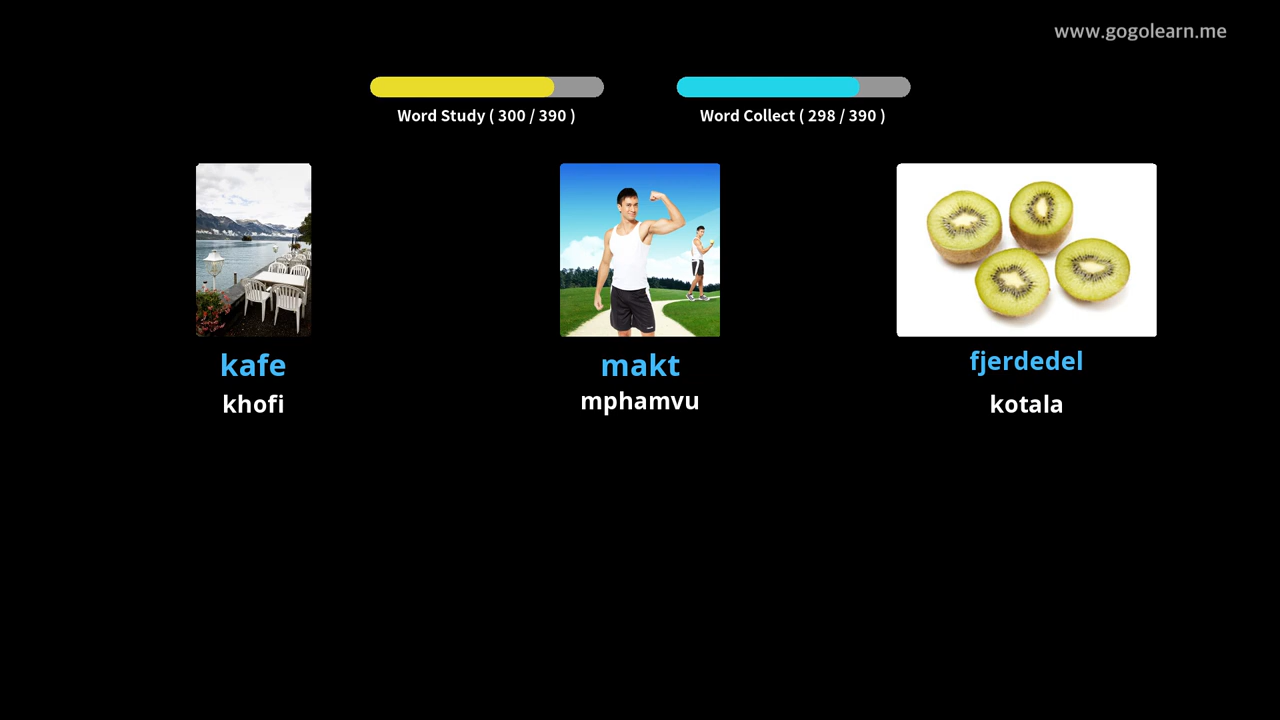 www.gogolearn.me
Word Study ( 300 / 390 )
Word Collect ( 298 / 390 )
kafe
khofi
makt
mphamvu
fjerdedel
kotala